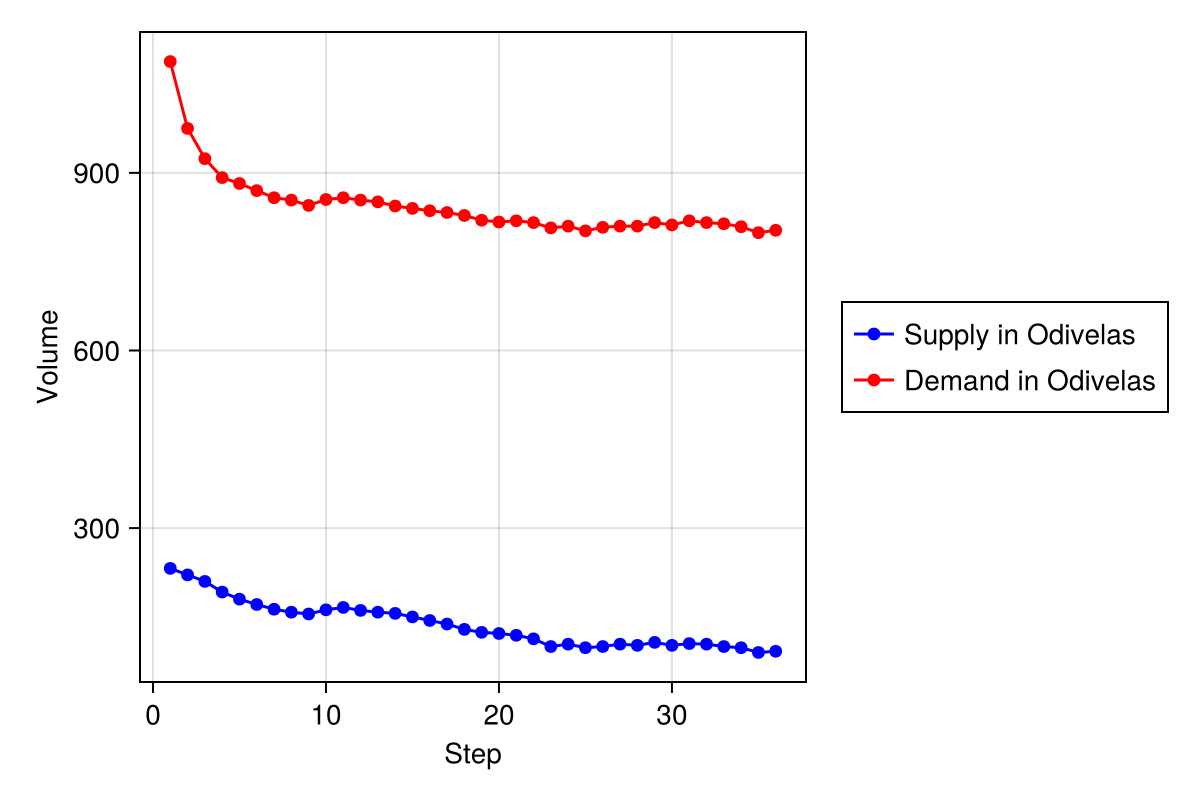 900
600
300
Volume
0 10 20 30
Step
Supply in Odivelas
Demand in Odivelas